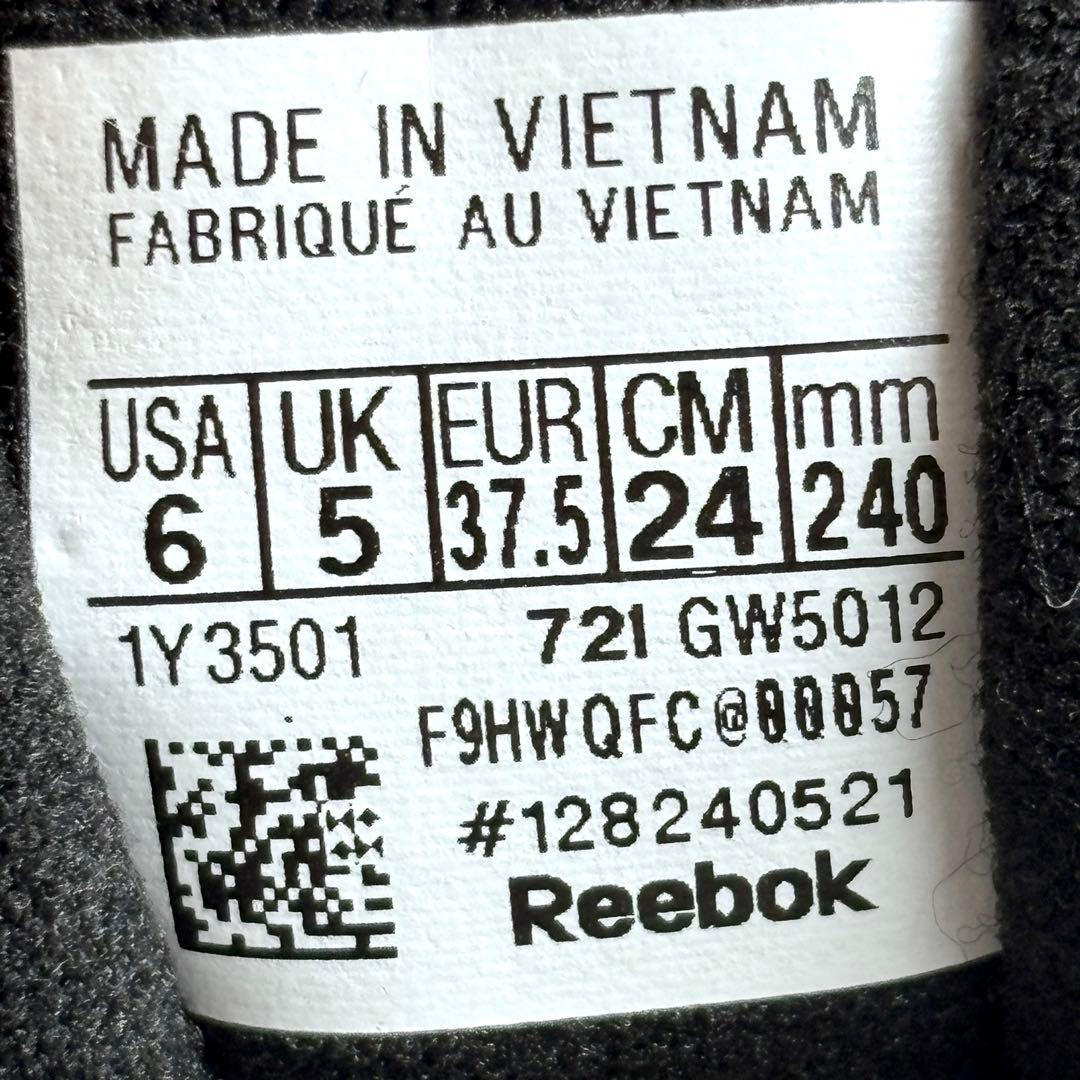 MADE IN VIETNAM
FABRIQUÉ AU VIETNAM
USA UK EUR CM mm
6 5 37.5 24 240
1Y3501 721 GW5012
F9HWQFC@00057
#128240521
Reebok